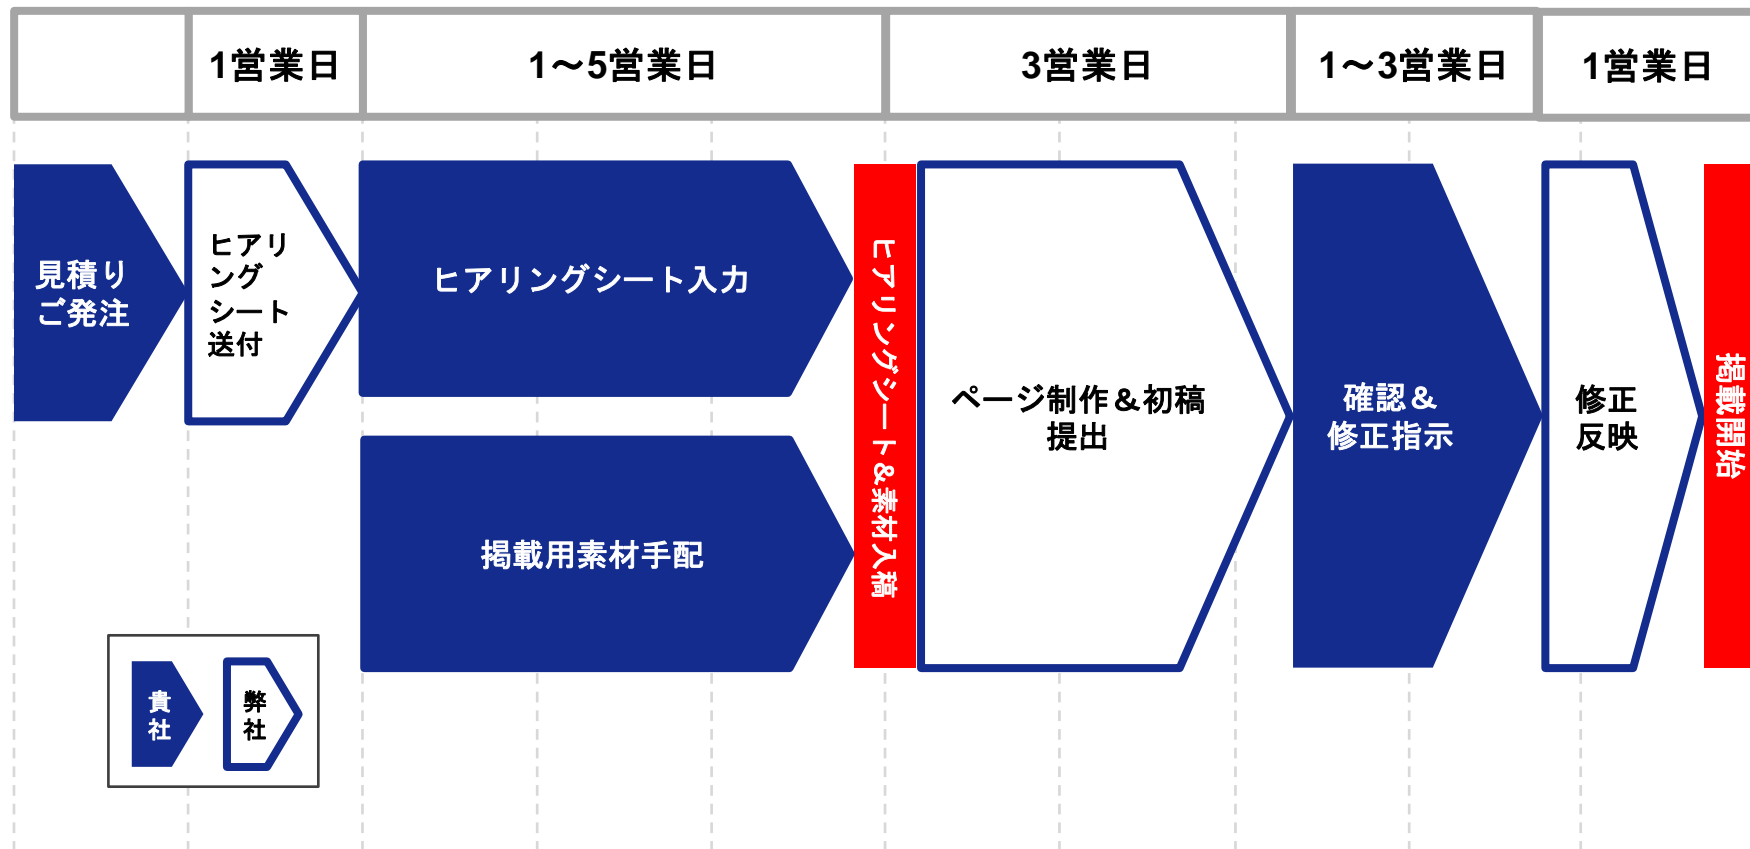 1営業日
1～5営業日
3営業日
1～3営業日
1営業日
見積り
ご発注
ヒアリ
ング
シート
送付
ヒアリングシート入力
掲載用素材手配
ヒアリングシート&素材入稿
ページ制作&初稿
提出
確認&
修正指示
修正
反映
掲載開始
貴
社
弊
社